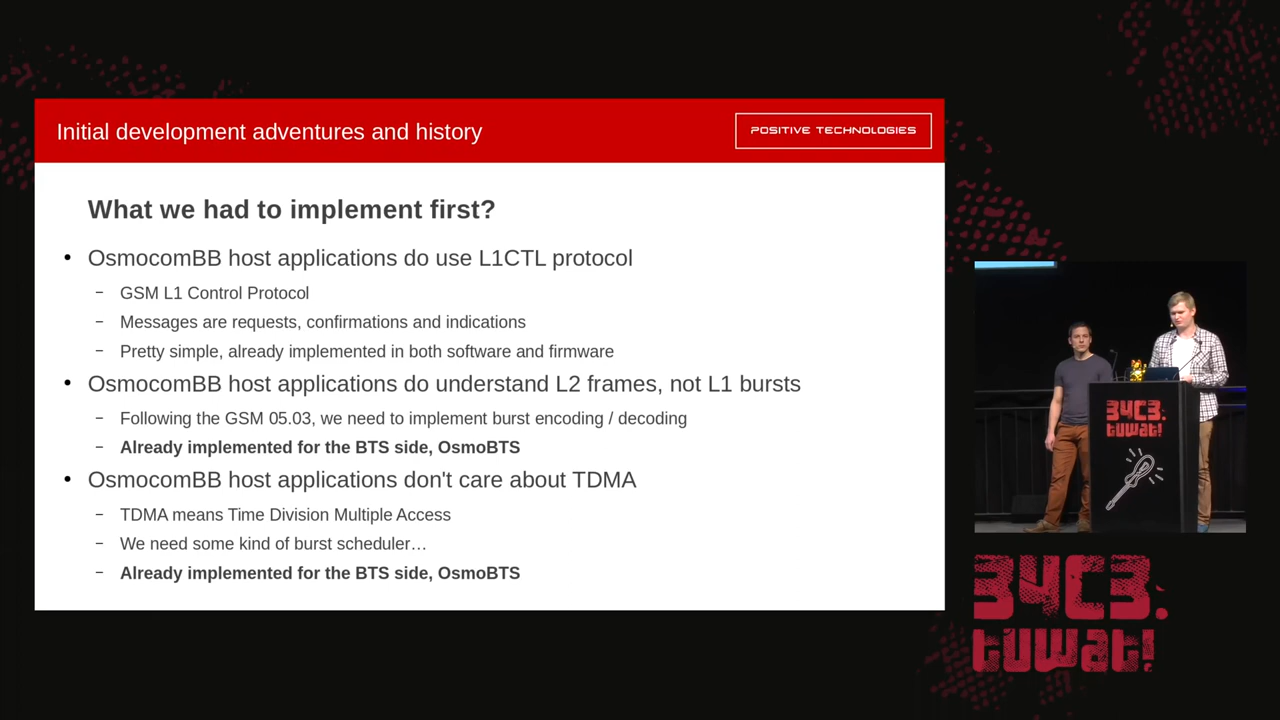 Initial development adventures and history
POSITIVE TECHNOLOGIES
What we had to implement first?
• OsmocomBB host applications do use L1CTL protocol
– GSM L1 Control Protocol
– Messages are requests, confirmations and indications
– Pretty simple, already implemented in both software and firmware
• OsmocomBB host applications do understand L2 frames, not L1 bursts
– Following the GSM 05.03, we need to implement burst encoding / decoding
– Already implemented for the BTS side, OsmoBTS
• OsmocomBB host applications don't care about TDMA
– TDMA means Time Division Multiple Access
– We need some kind of burst scheduler…
– Already implemented for the BTS side, OsmoBTS
34C3.
tuwat!
34C3.
tuwat!